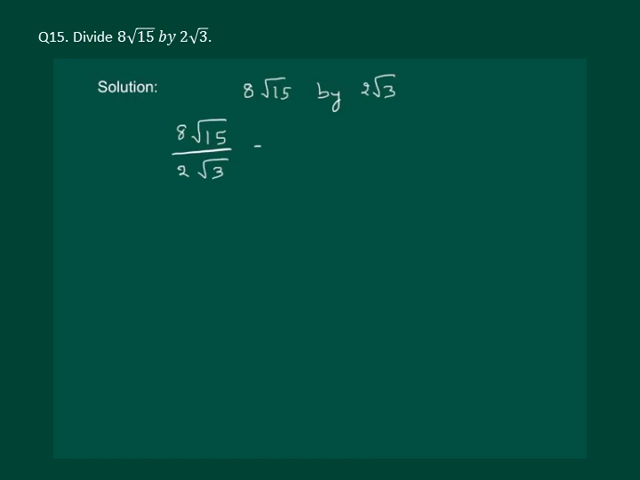 Q15. Divide 8√15 by 2√3.
Solution: 8√15 by 2√3
8√15
2√3
-